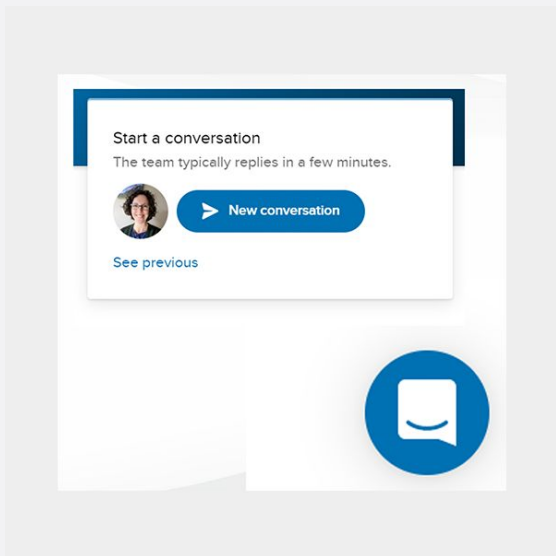 Start a conversation
The team typically replies in a few minutes.
New conversation
See previous